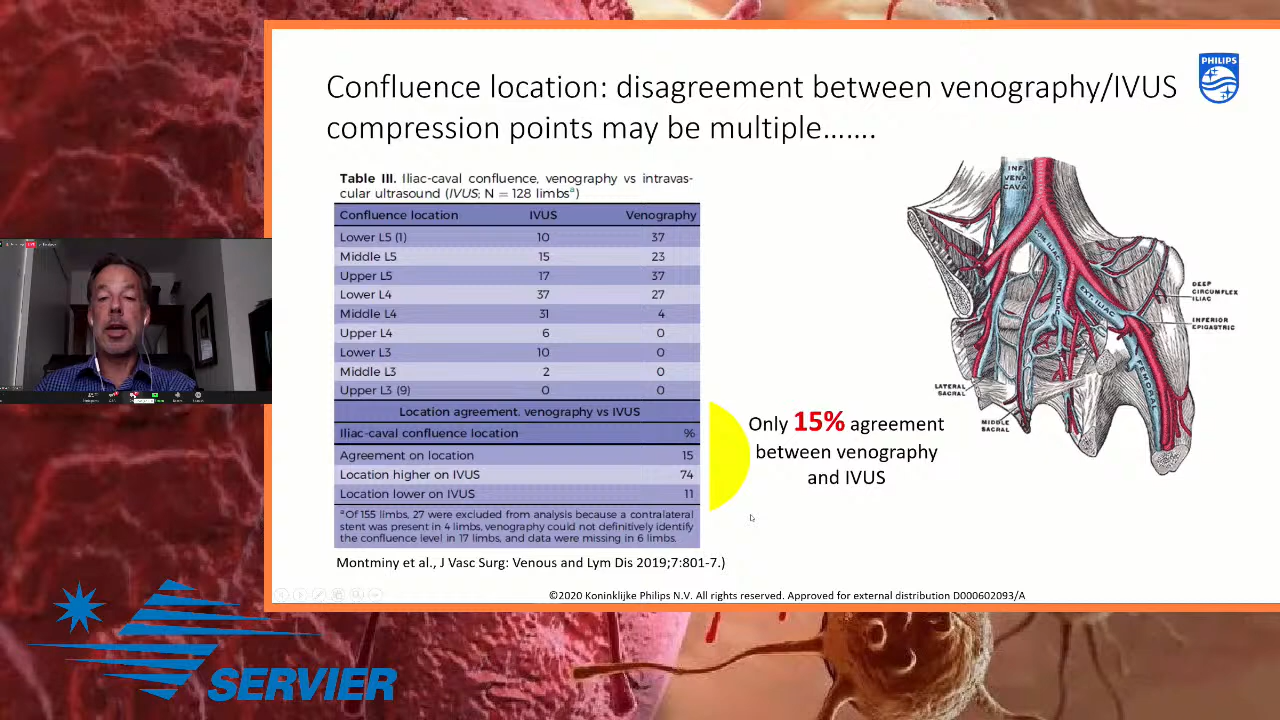 Confluence location: disagreement between venography/IVUS
compression points may be multiple…….
PHILIPS
Table III. Iliac-caval confluence, venography vs intravas-
cular ultrasound (IVUS; N = 128 limbsª)
Confluence location IVUS Venography
Lower L5 (1) 10 37
Middle L5 15 23
Upper L5 17 37
Lower L4 37 27
Middle L4 31 4
Upper L4 6 0
Lower L3 10 0
Middle L3 2 0
Upper L3 (9) 0 0
Location agreement. venography vs IVUS
Iliac-caval confluence location %
Agreement on location 15
Location higher on IVUS 74
Location lower on IVUS 11
ªOf 155 limbs, 27 were excluded from analysis because a contralateral
stent was present in 4 limbs, venography could not definitively identify
the confluence level in 17 limbs, and data were missing in 6 limbs.
Montminy et al., J Vasc Surg: Venous and Lym Dis 2019;7:801-7.)
Only 15% agreement
between venography
and IVUS
INF.
VENA
CAVA
COM. ILIAC
EXT. ILIAC
DEEP
CIRCUMFLEX
ILIAC
INFERIOR
EPIGASTRIC
FEMORAL
LATERAL
SACRAL
MIDDLE
SACRAL
©2020 Koninklijke Philips N.V. All rights reserved. Approved for external distribution D000602093/A
SERVIER